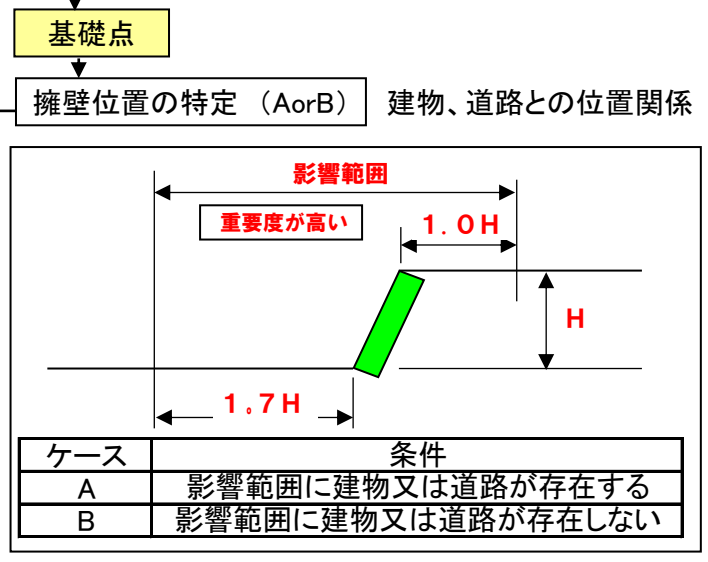 基礎点
擁壁位置の特定 （AorB） 建物、道路との位置関係
影響範囲
重要度が高い
1.0H
H
1。7H
ケース 条件
A 影響範囲に建物又は道路が存在する
B 影響範囲に建物又は道路が存在しない